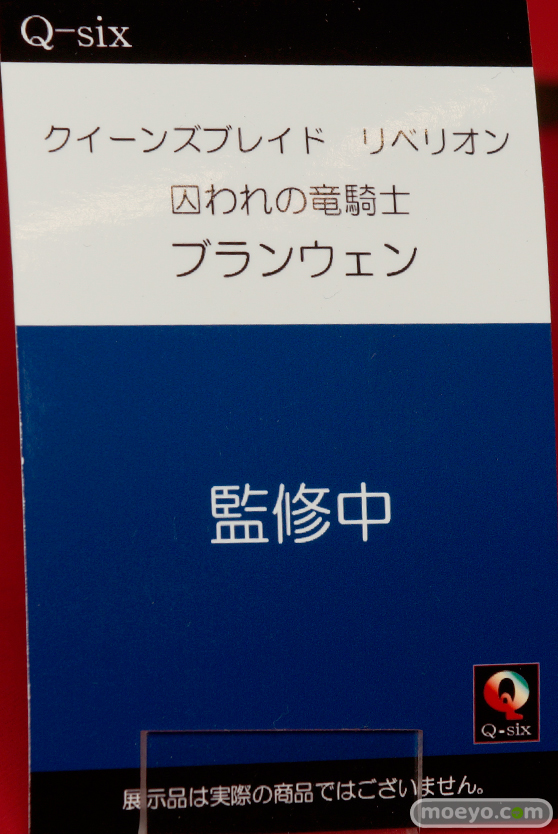 Q-six
クイーンズブレイド　リベリオン
囚われの竜騎士
ブランウェン
監修中
Q-six
展示品は実際の商品ではございません。
moeyo.com